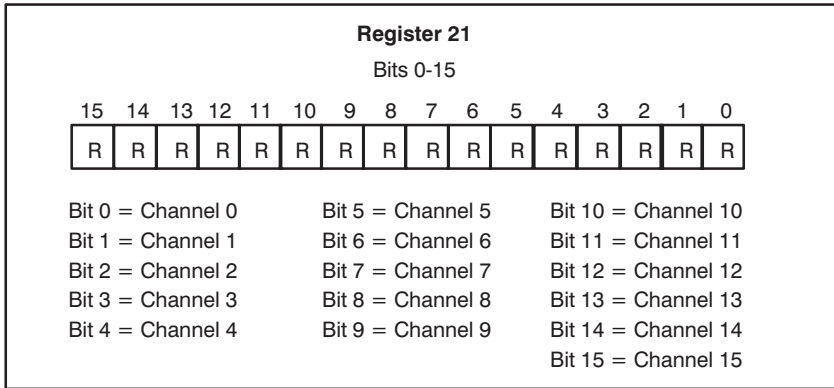 Register 21
Bits 0-15
15 14 13 12 11 10 9 8 7 6 5 4 3 2 1 0
R R R R R R R R R R R R R R R R
Bit 0 = Channel 0 Bit 5 = Channel 5 Bit 10 = Channel 10
Bit 1 = Channel 1 Bit 6 = Channel 6 Bit 11 = Channel 11
Bit 2 = Channel 2 Bit 7 = Channel 7 Bit 12 = Channel 12
Bit 3 = Channel 3 Bit 8 = Channel 8 Bit 13 = Channel 13
Bit 4 = Channel 4 Bit 9 = Channel 9 Bit 14 = Channel 14
Bit 15 = Channel 15